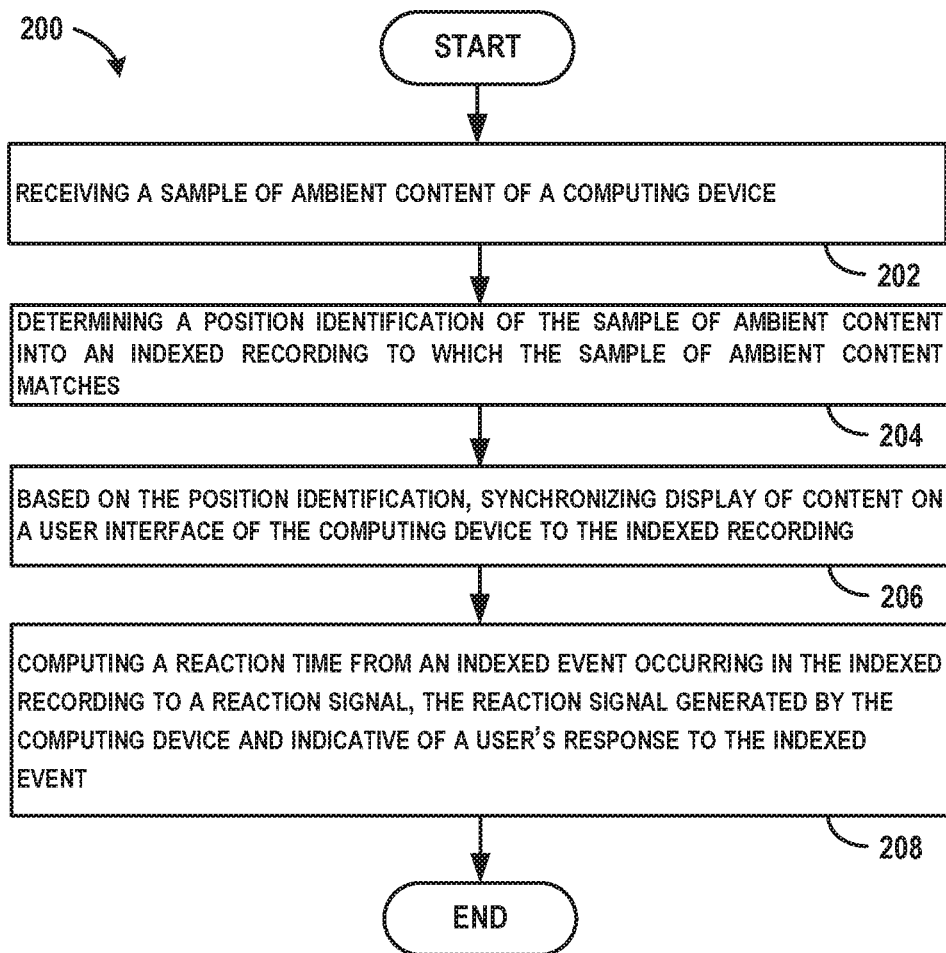 200
START
RECEIVING A SAMPLE OF AMBIENT CONTENT OF A COMPUTING DEVICE
202
DETERMINING A POSITION IDENTIFICATION OF THE SAMPLE OF AMBIENT CONTENT
INTO AN INDEXED RECORDING TO WHICH THE SAMPLE OF AMBIENT CONTENT
MATCHES
204
BASED ON THE POSITION IDENTIFICATION, SYNCHRONIZING DISPLAY OF CONTENT ON
A USER INTERFACE OF THE COMPUTING DEVICE TO THE INDEXED RECORDING
206
COMPUTING A REACTION TIME FROM AN INDEXED EVENT OCCURRING IN THE INDEXED
RECORDING TO A REACTION SIGNAL, THE REACTION SIGNAL GENERATED BY THE
COMPUTING DEVICE AND INDICATIVE OF A USER'S RESPONSE TO THE INDEXED
EVENT
208
END